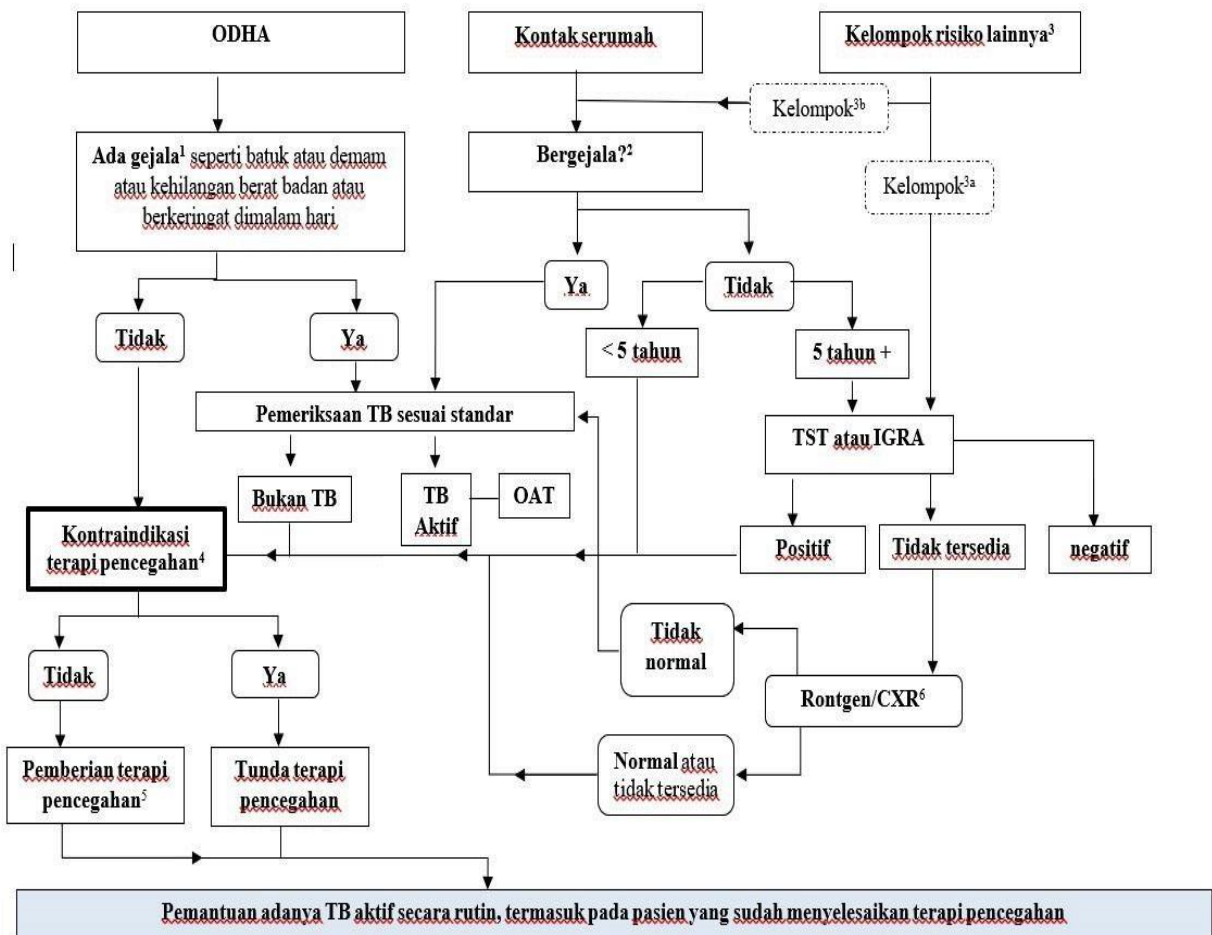 ODHA
Kontak serumah
Kelompok risiko lainnya³
Kelompok³ᵇ
Ada gejala¹ seperti batuk atau demam
atau kehilangan berat badan atau
berkeringat dimalam hari
Bergejala?²
Kelompok³ᵃ
Ya
Tidak
Tidak
Ya
< 5 tahun
5 tahun +
Pemeriksaan TB sesuai standar
TST atau IGRA
Bukan TB
TB
Aktif
OAT
Kontraindikasi
terapi pencegahan⁴
Positif
Tidak tersedia
negatif
Tidak
normal
Tidak
Ya
Rontgen/CXR⁶
Pemberian terapi
pencegahan⁵
Tunda terapi
pencegahan
Normal atau
tidak tersedia
Pemantuan adanya TB aktif secara rutin, termasuk pada pasien yang sudah menyelesaikan terapi pencegahan